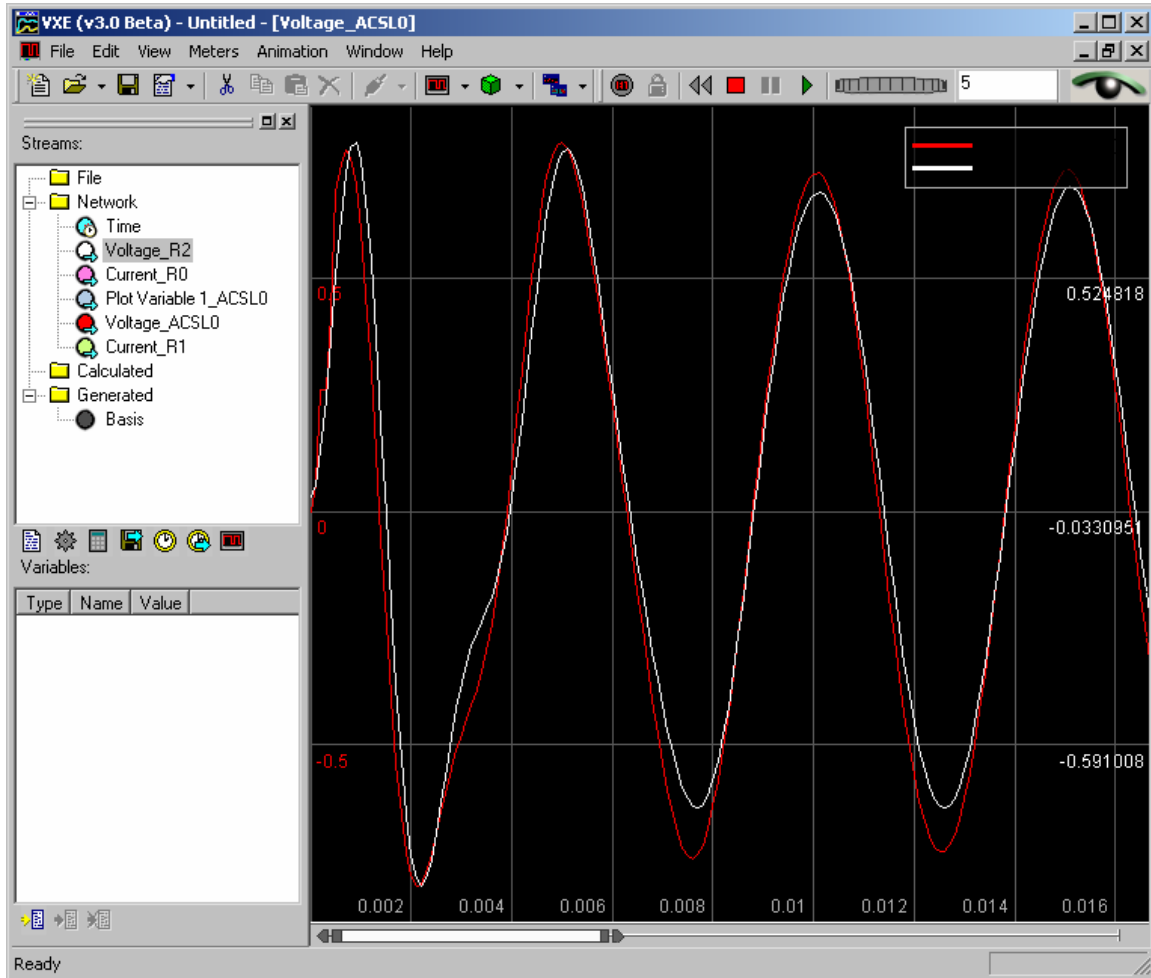 VXE (v3.0 Beta) - Untitled - [Voltage_ACSL0]
File Edit View Meters Animation Window Help
5
Streams:
File
Network
Time
Voltage_R2
Current_R0
Plot Variable 1_ACSL0
Voltage_ACSL0
Current_R1
Calculated
Generated
Basis
Variables:
Type Name Value
0.5 0.524818
0 -0.0330951
-0.5 -0.591008
0.002 0.004 0.006 0.008 0.01 0.012 0.014 0.016
Ready